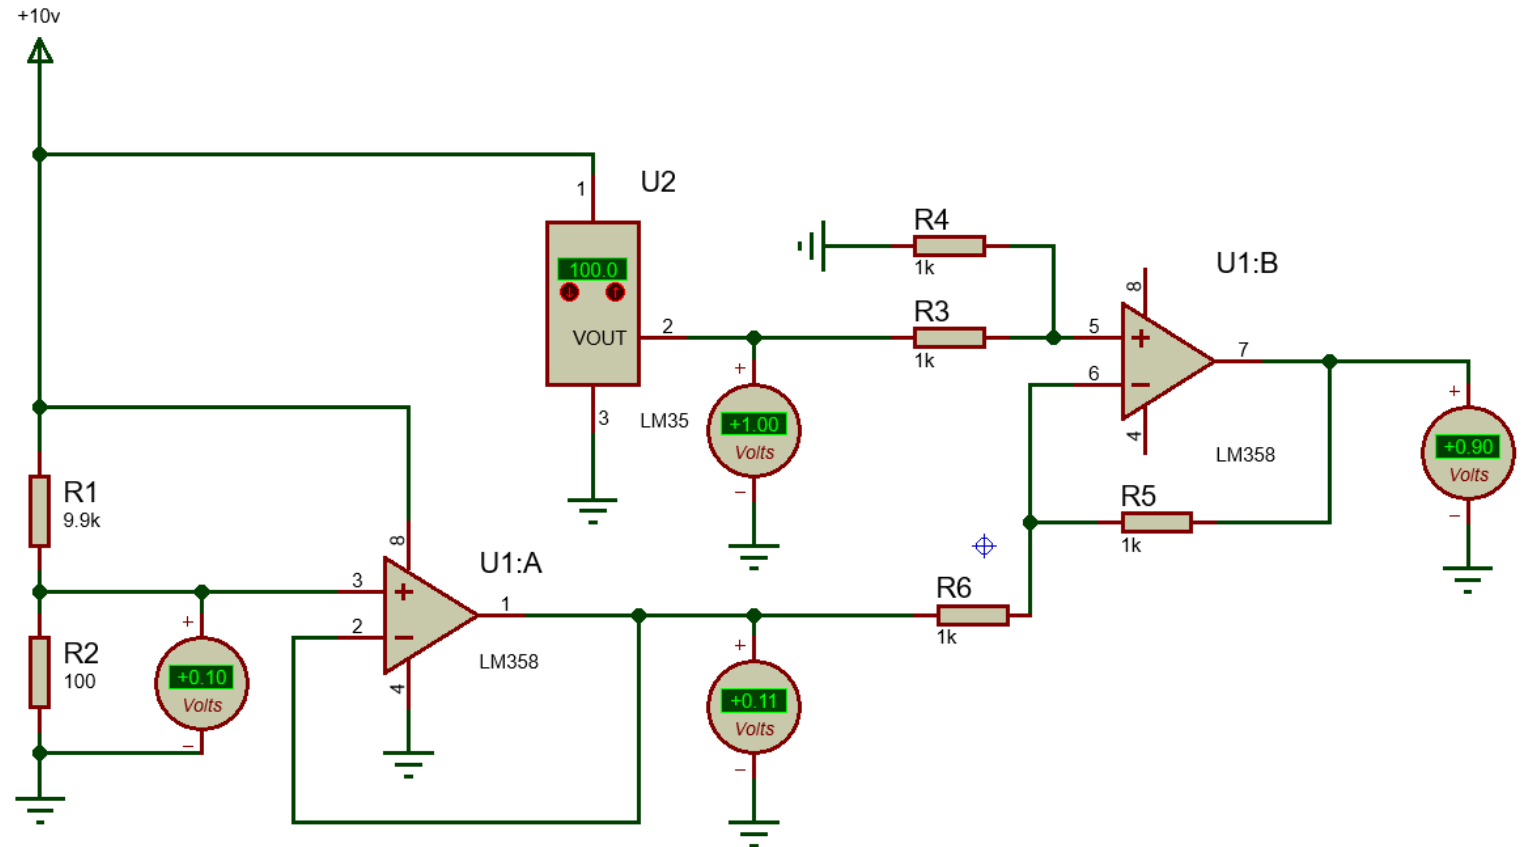 +10v
1
U2
100.0
VOUT
2
3
LM35
+
+1.00
Volts
−
R4
1k
R3
1k
U1:B
8
5
+
6
−
7
4
LM358
R5
1k
+
+0.90
Volts
−
R1
9.9k
R2
100
+
+0.10
Volts
−
U1:A
8
3
+
2
−
1
4
LM358
R6
1k
+
+0.11
Volts
−